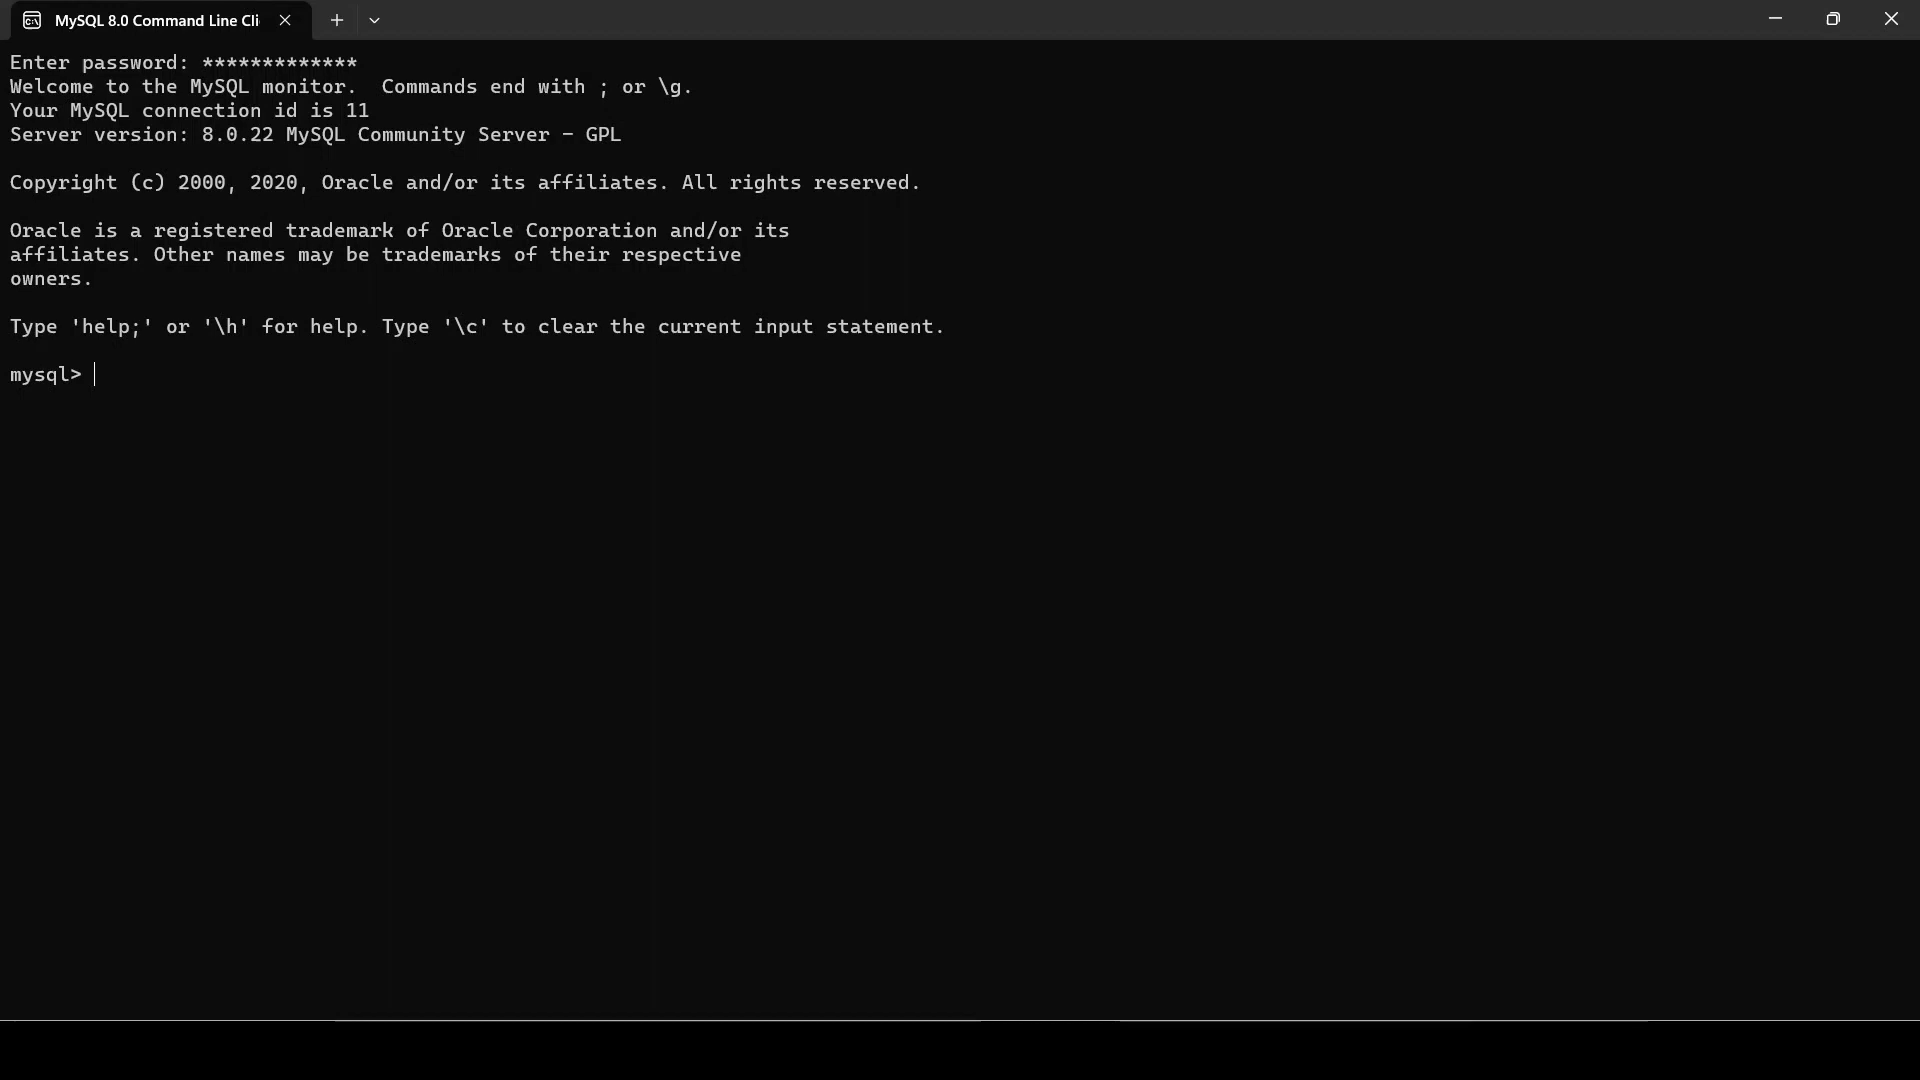 MySQL 8.0 Command Line Cli
Enter password: *************
Welcome to the MySQL monitor.  Commands end with ; or \g.
Your MySQL connection id is 11
Server version: 8.0.22 MySQL Community Server - GPL
Copyright (c) 2000, 2020, Oracle and/or its affiliates. All rights reserved.
Oracle is a registered trademark of Oracle Corporation and/or its
affiliates. Other names may be trademarks of their respective
owners.
Type 'help;' or '\h' for help. Type '\c' to clear the current input statement.
mysql>